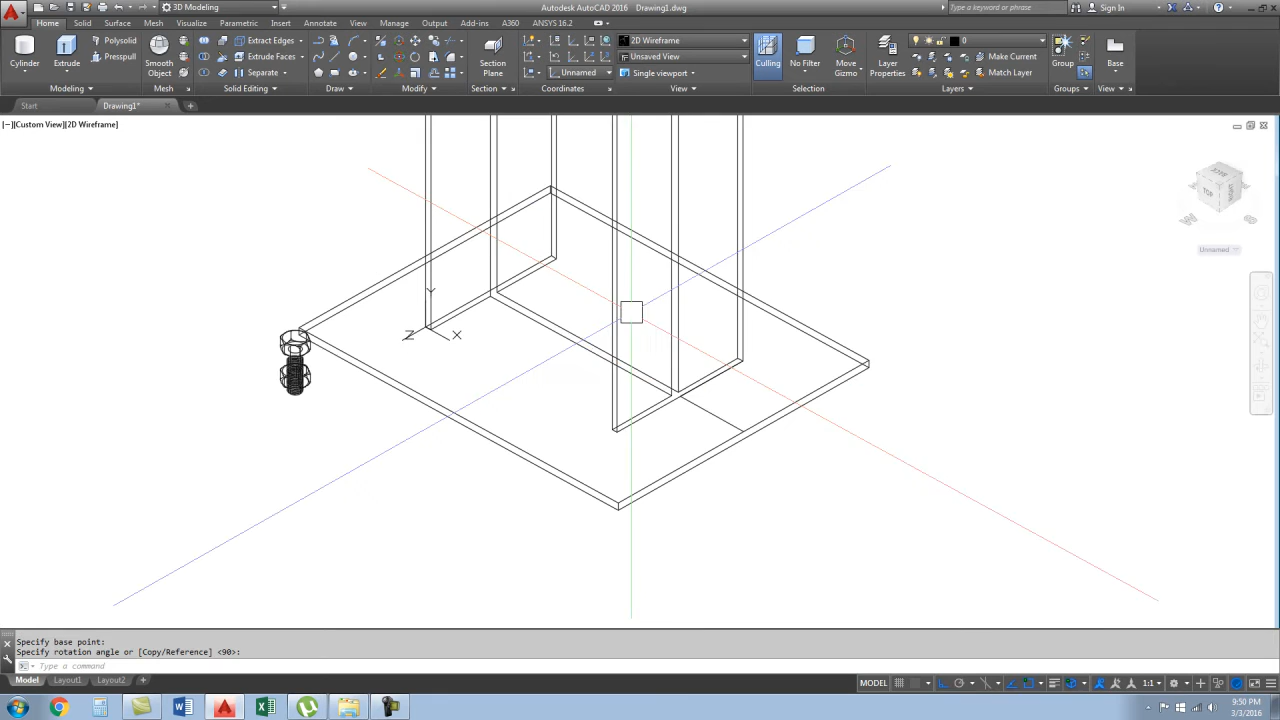 3D Modeling
Autodesk AutoCAD 2016 Drawing1.dwg
Type a keyword or phrase
Sign In
Home Solid Surface Mesh Visualize Parametric Insert Annotate View Manage Output Add-ins A360 ANSYS 16.2
Cylinder
Extrude
Polysolid
Presspull
Smooth Object
Extract Edges
Extrude Faces
Separate
Section Plane
Unnamed
2D Wireframe
Unsaved View
Single viewport
Culling
No Filter
Move Gizmo
Layer Properties
0
Make Current
Match Layer
Group
Base
Modeling Mesh Solid Editing Draw Modify Section Coordinates View Selection Layers Groups View
Start Drawing1*
[−][Custom View][2D Wireframe]
TOP
Unnamed
Y
Z X
Specify base point:
Specify rotation angle or [Copy/Reference] <90>:
Type a command
Model Layout1 Layout2
MODEL 1:1
9:50 PM
3/3/2016